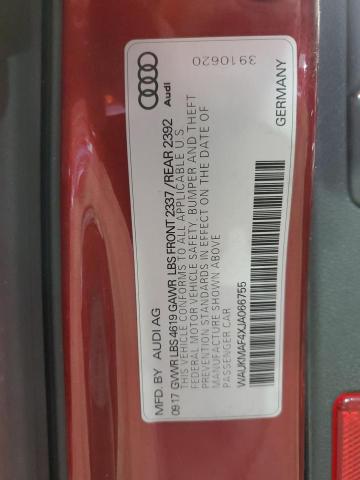 MFD. BY AUDI AG
09.17 GVWR LBS 4619 GAWR LBS FRONT 2337/REAR 2392
THIS VEHICLE CONFORMS TO ALL APPLICABLE U.S.
FEDERAL MOTOR VEHICLE SAFETY, BUMPER AND THEFT
PREVENTION STANDARDS IN EFFECT ON THE DATE OF
MANUFACTURE SHOWN ABOVE
PASSENGER CAR
WAUKMAF4XJA066755
Audi
3910620
GERMANY